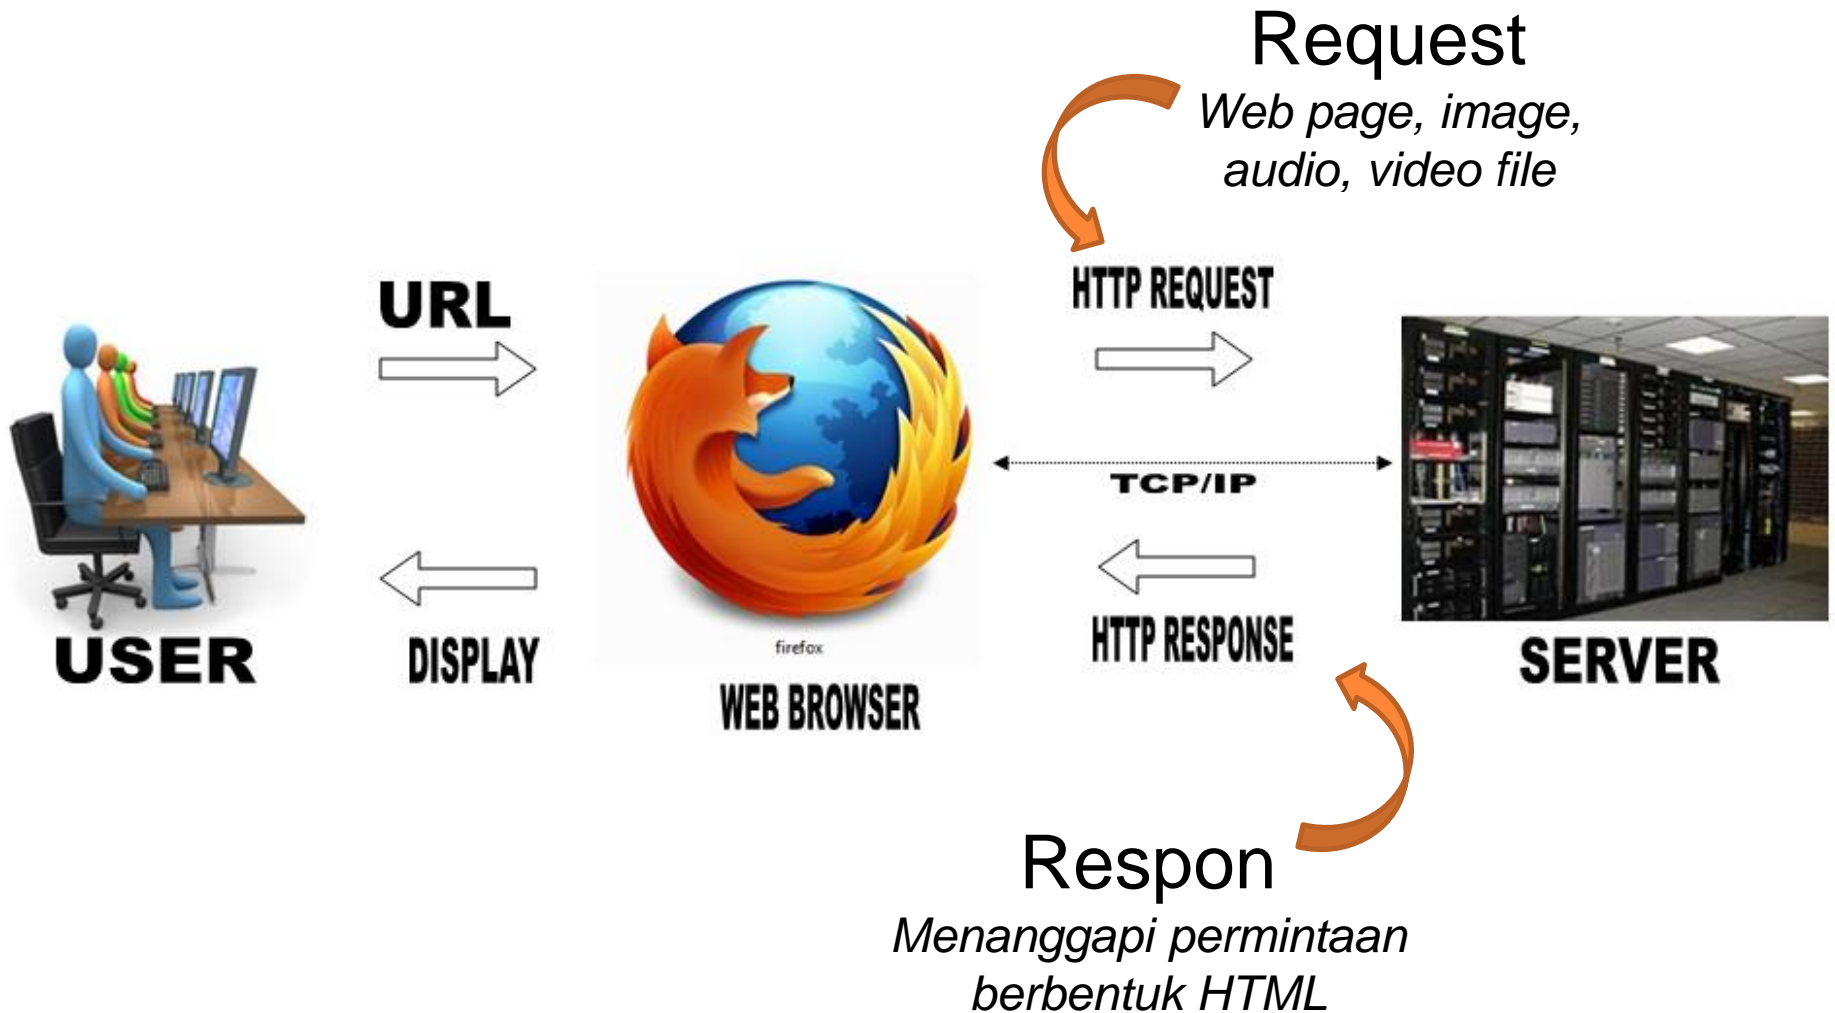 Request
Web page, image,
audio, video file
HTTP REQUEST
URL
TCP/IP
firefox
HTTP RESPONSE
USER
DISPLAY
SERVER
WEB BROWSER
Respon
Menanggapi permintaan
berbentuk HTML